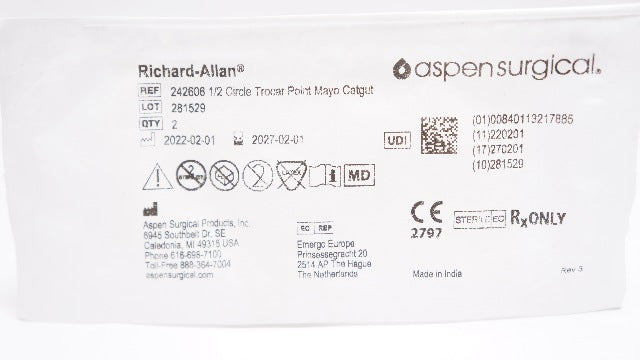 Richard-Allan®
aspensurgical.
REF 242606 1/2 Circle Trocar Point Mayo Catgut
LOT 281529
QTY 2
2022-02-01 2027-02-01
UDI
(01)00840113217885
(11)220201
(17)270201
(10)281529
2 LATEX i MD
Aspen Surgical Products, Inc.
6945 Southbelt Dr. SE
Caledonia, MI 49315 USA
Phone 616-698-7100
Toll-Free 888-364-7004
aspensurgical.com
EC REP
Emergo Europe
Prinsessegracht 20
2514 AP The Hague
The Netherlands
CE
2797
STERILE EO
RxONLY
Made in India
Rev 3